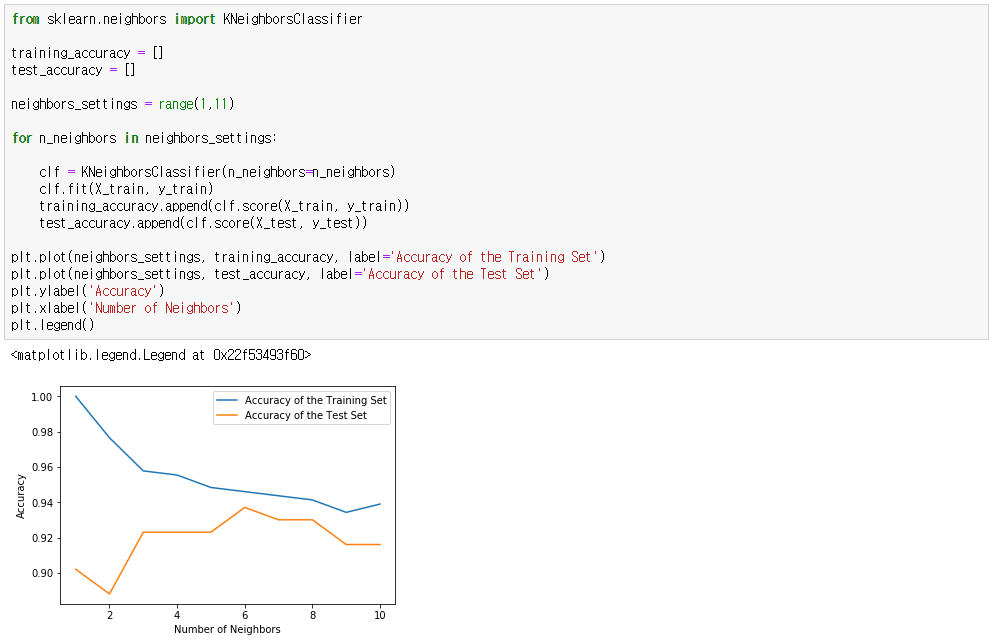 from sklearn.neighbors import KNeighborsClassifier
training_accuracy = []
test_accuracy = []
neighbors_settings = range(1,11)
for n_neighbors in neighbors_settings:
    clf = KNeighborsClassifier(n_neighbors=n_neighbors)
    clf.fit(X_train, y_train)
    training_accuracy.append(clf.score(X_train, y_train))
    test_accuracy.append(clf.score(X_test, y_test))
plt.plot(neighbors_settings, training_accuracy, label='Accuracy of the Training Set')
plt.plot(neighbors_settings, test_accuracy, label='Accuracy of the Test Set')
plt.ylabel('Accuracy')
plt.xlabel('Number of Neighbors')
plt.legend()
<matplotlib.legend.Legend at 0x22f53493f60>
Accuracy of the Training Set
Accuracy of the Test Set
1.00
0.98
0.96
0.94
0.92
0.90
Accuracy
2 4 6 8 10
Number of Neighbors